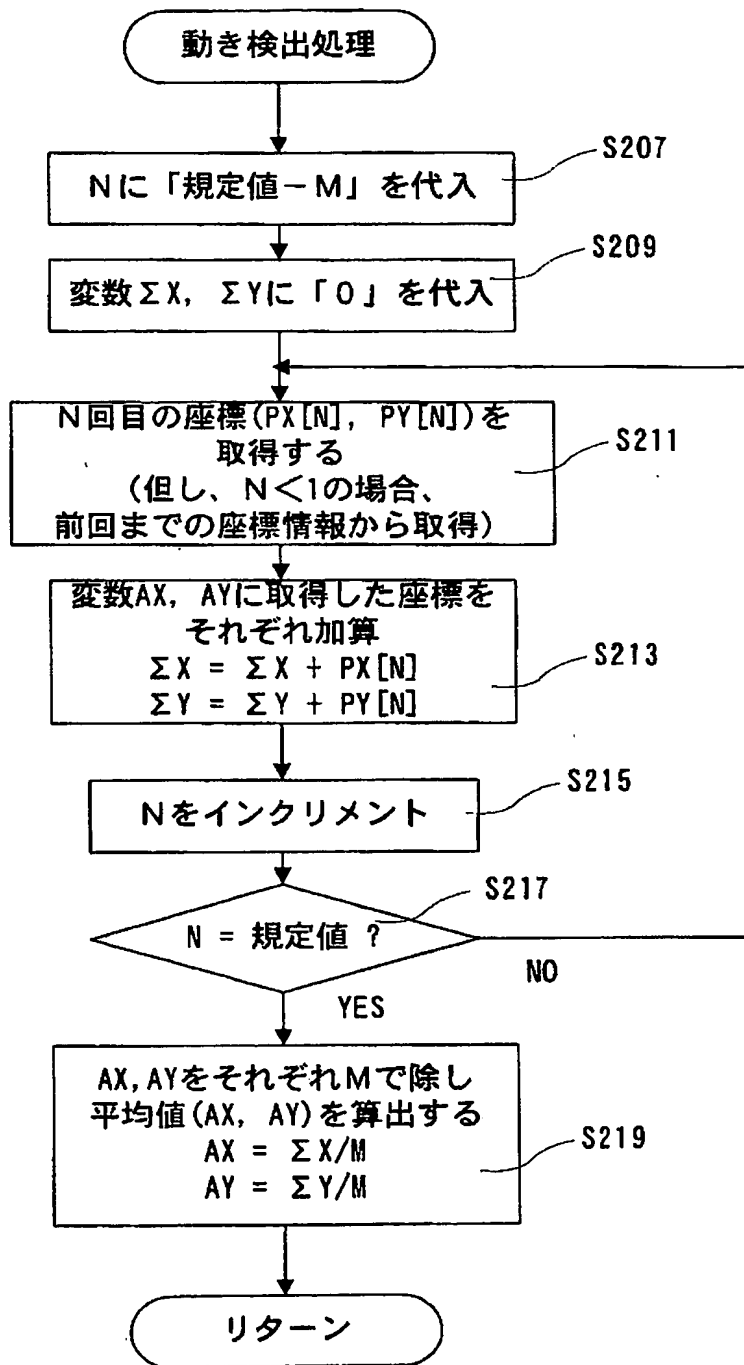 動き検出処理
S207
Nに「規定値－M」を代入
S209
変数ΣX, ΣYに「0」を代入
N回目の座標(PX[N], PY[N])を
取得する
S211
(但し、N<1の場合、
前回までの座標情報から取得)
変数AX, AYに取得した座標を
それぞれ加算
S213
ΣX = ΣX + PX[N]
ΣY = ΣY + PY[N]
S215
Nをインクリメント
S217
N = 規定値 ?
NO
YES
AX,AYをそれぞれMで除し
平均値(AX, AY)を算出する
S219
AX = ΣX/M
AY = ΣY/M
リターン